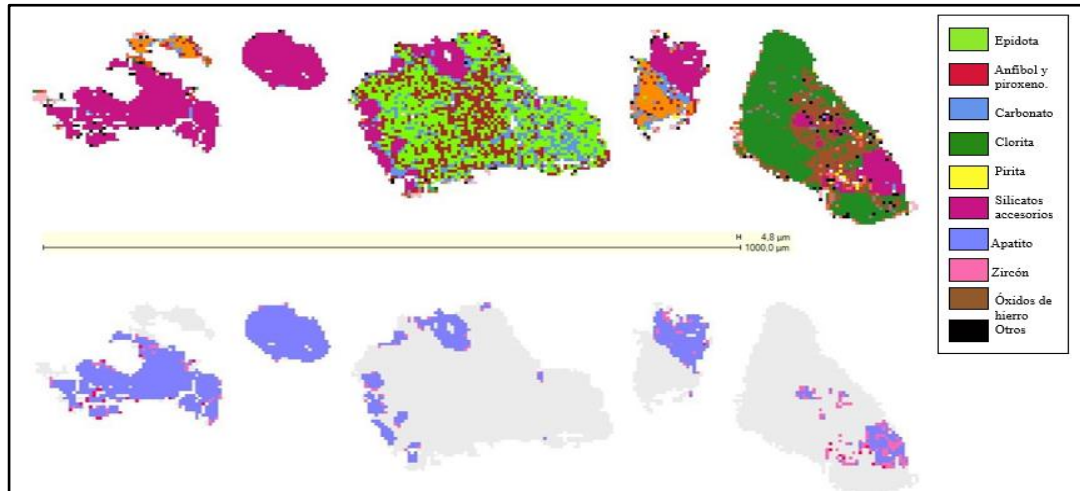 Epidota
Anfíbol y
piroxeno.
Carbonato
Clorita
Pirita
Silicatos
accesorios
Apatito
Zircón
Óxidos de
hierro
Otros
4,8 µm
1000,0 µm